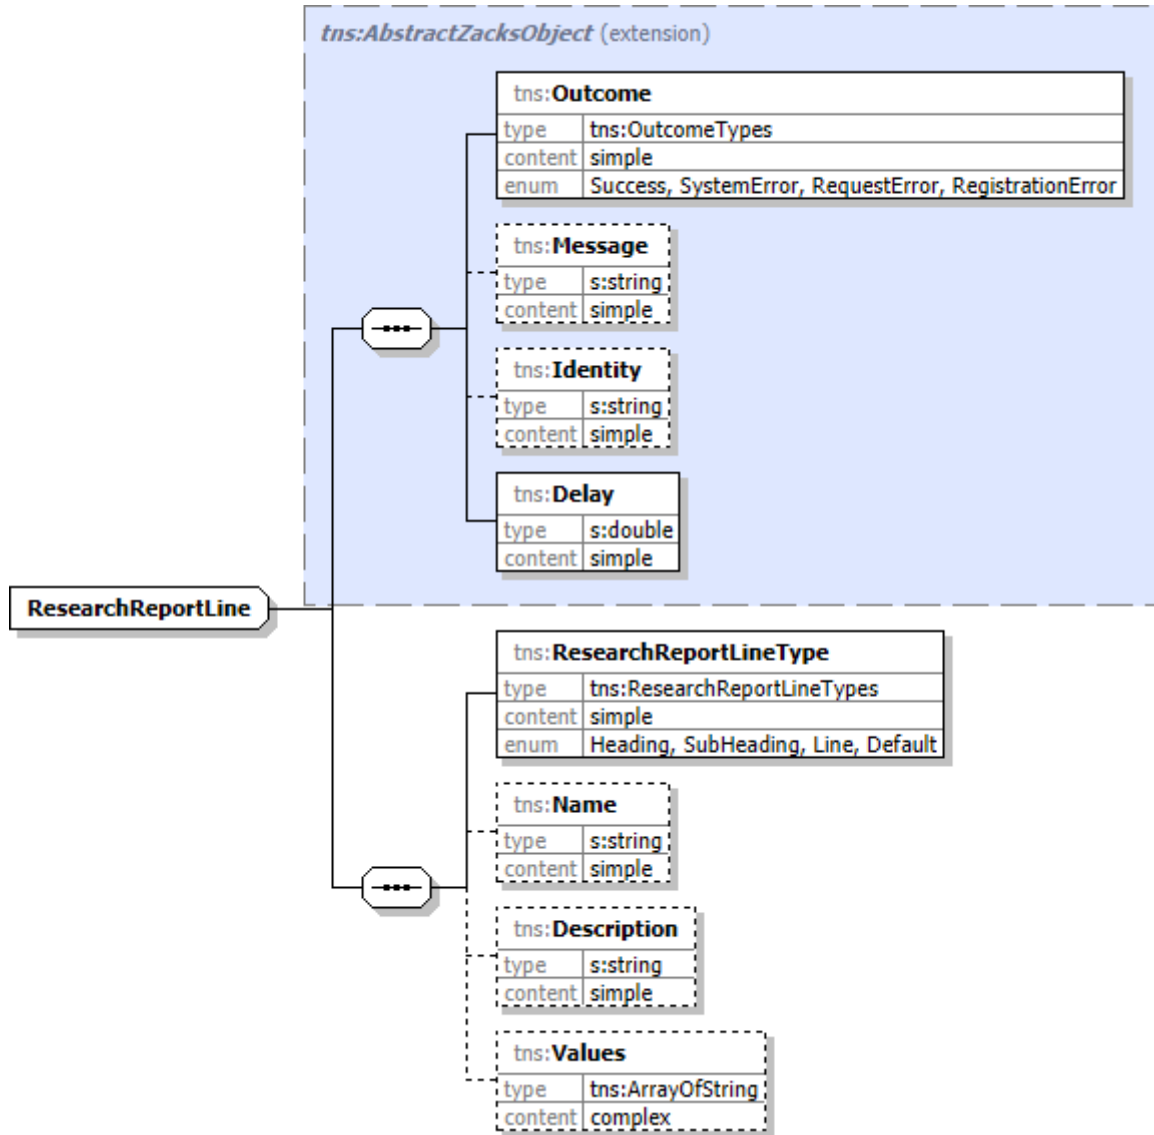 tns:AbstractZacksObject (extension)
tns:Outcome
type tns:OutcomeTypes
content simple
enum Success, SystemError, RequestError, RegistrationError
tns:Message
type s:string
content simple
tns:Identity
type s:string
content simple
tns:Delay
type s:double
content simple
ResearchReportLine
tns:ResearchReportLineType
type tns:ResearchReportLineTypes
content simple
enum Heading, SubHeading, Line, Default
tns:Name
type s:string
content simple
tns:Description
type s:string
content simple
tns:Values
type tns:ArrayOfString
content complex